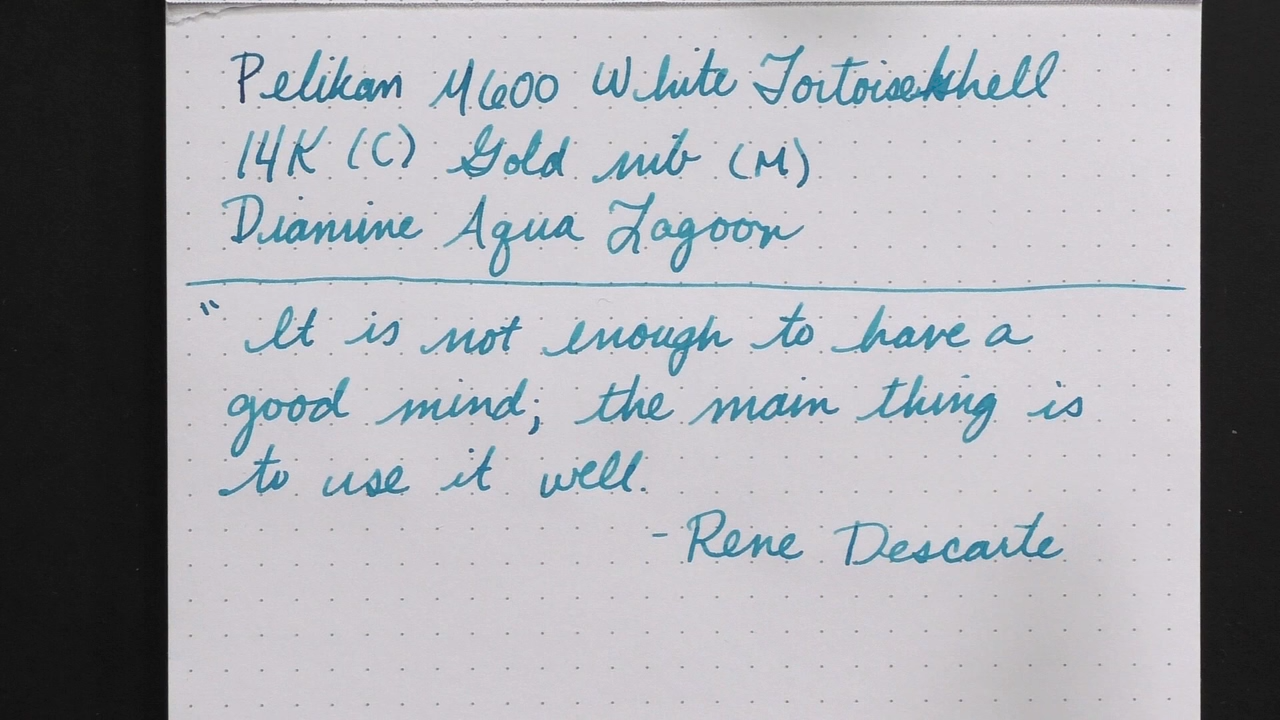 Pelikan M600 White Tortoiseshell
14K (C) Gold nib (M)
Diamine Aqua Lagoon
"It is not enough to have a
good mind; the main thing is
to use it well.
- Rene Descarte